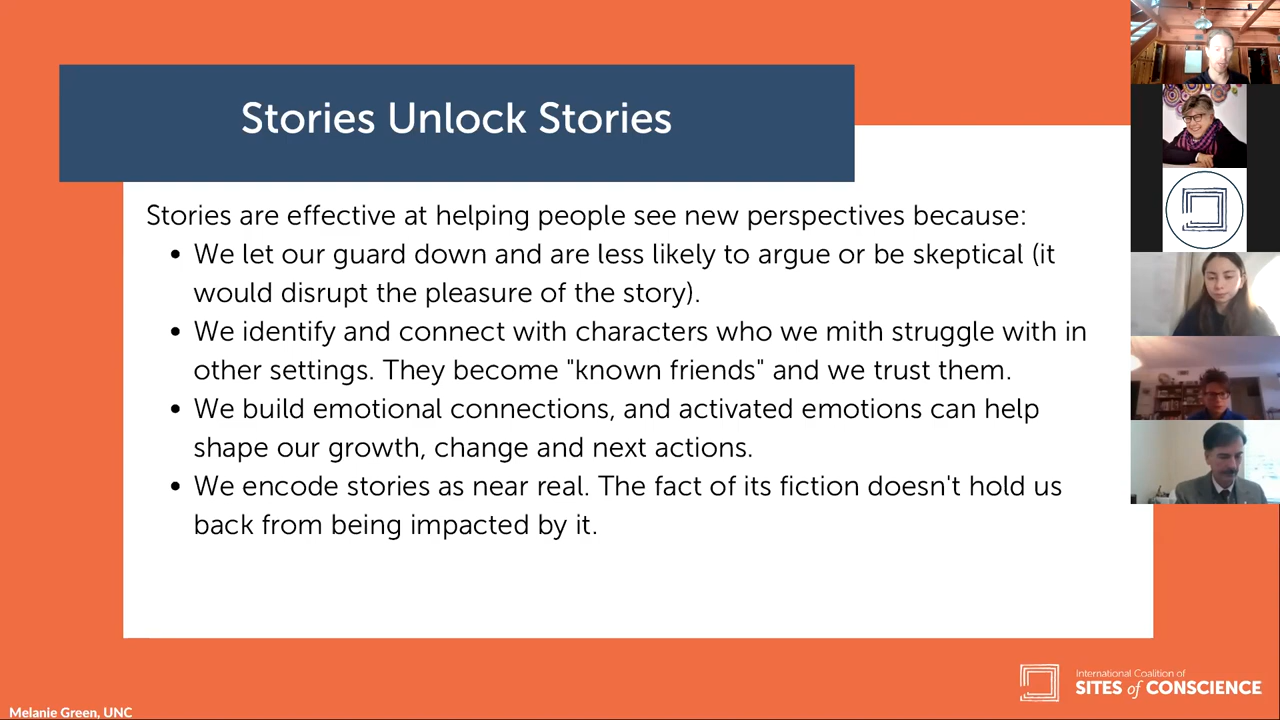 Stories Unlock Stories
Stories are effective at helping people see new perspectives because:
• We let our guard down and are less likely to argue or be skeptical (it
would disrupt the pleasure of the story).
• We identify and connect with characters who we mith struggle with in
other settings. They become "known friends" and we trust them.
• We build emotional connections, and activated emotions can help
shape our growth, change and next actions.
• We encode stories as near real. The fact of its fiction doesn't hold us
back from being impacted by it.
International Coalition of
SITES of CONSCIENCE
Melanie Green, UNC